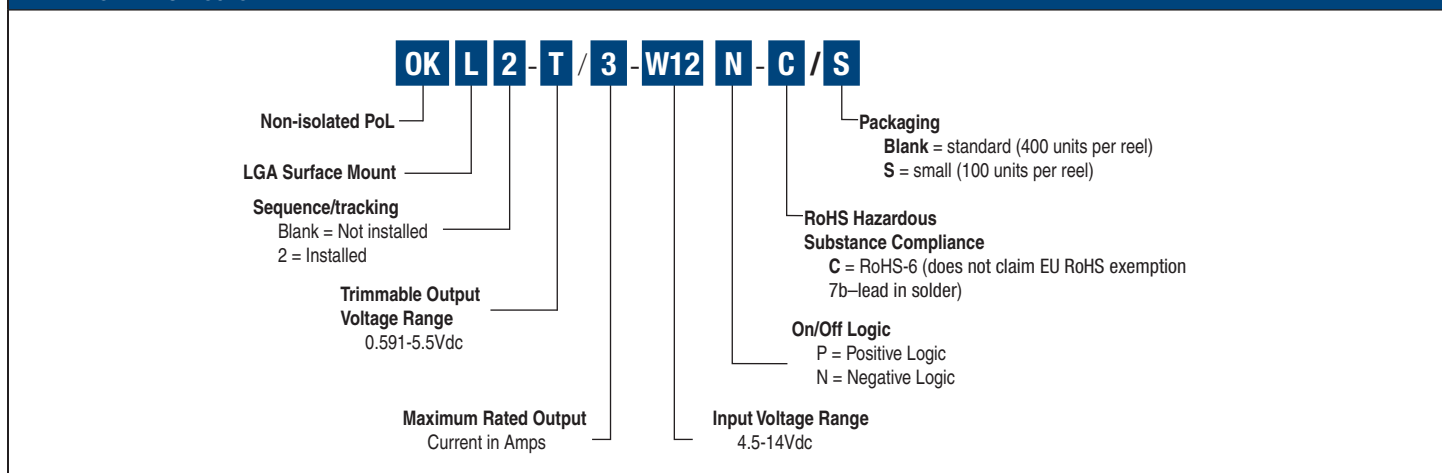 OK L 2 - T / 3 - W12 N - C / S
Non-isolated PoL
LGA Surface Mount
Sequence/tracking
Blank = Not installed
2 = Installed
Trimmable Output
Voltage Range
0.591-5.5Vdc
Maximum Rated Output
Current in Amps
Packaging
Blank = standard (400 units per reel)
S = small (100 units per reel)
RoHS Hazardous
Substance Compliance
C = RoHS-6 (does not claim EU RoHS exemption
7b–lead in solder)
On/Off Logic
P = Positive Logic
N = Negative Logic
Input Voltage Range
4.5-14Vdc